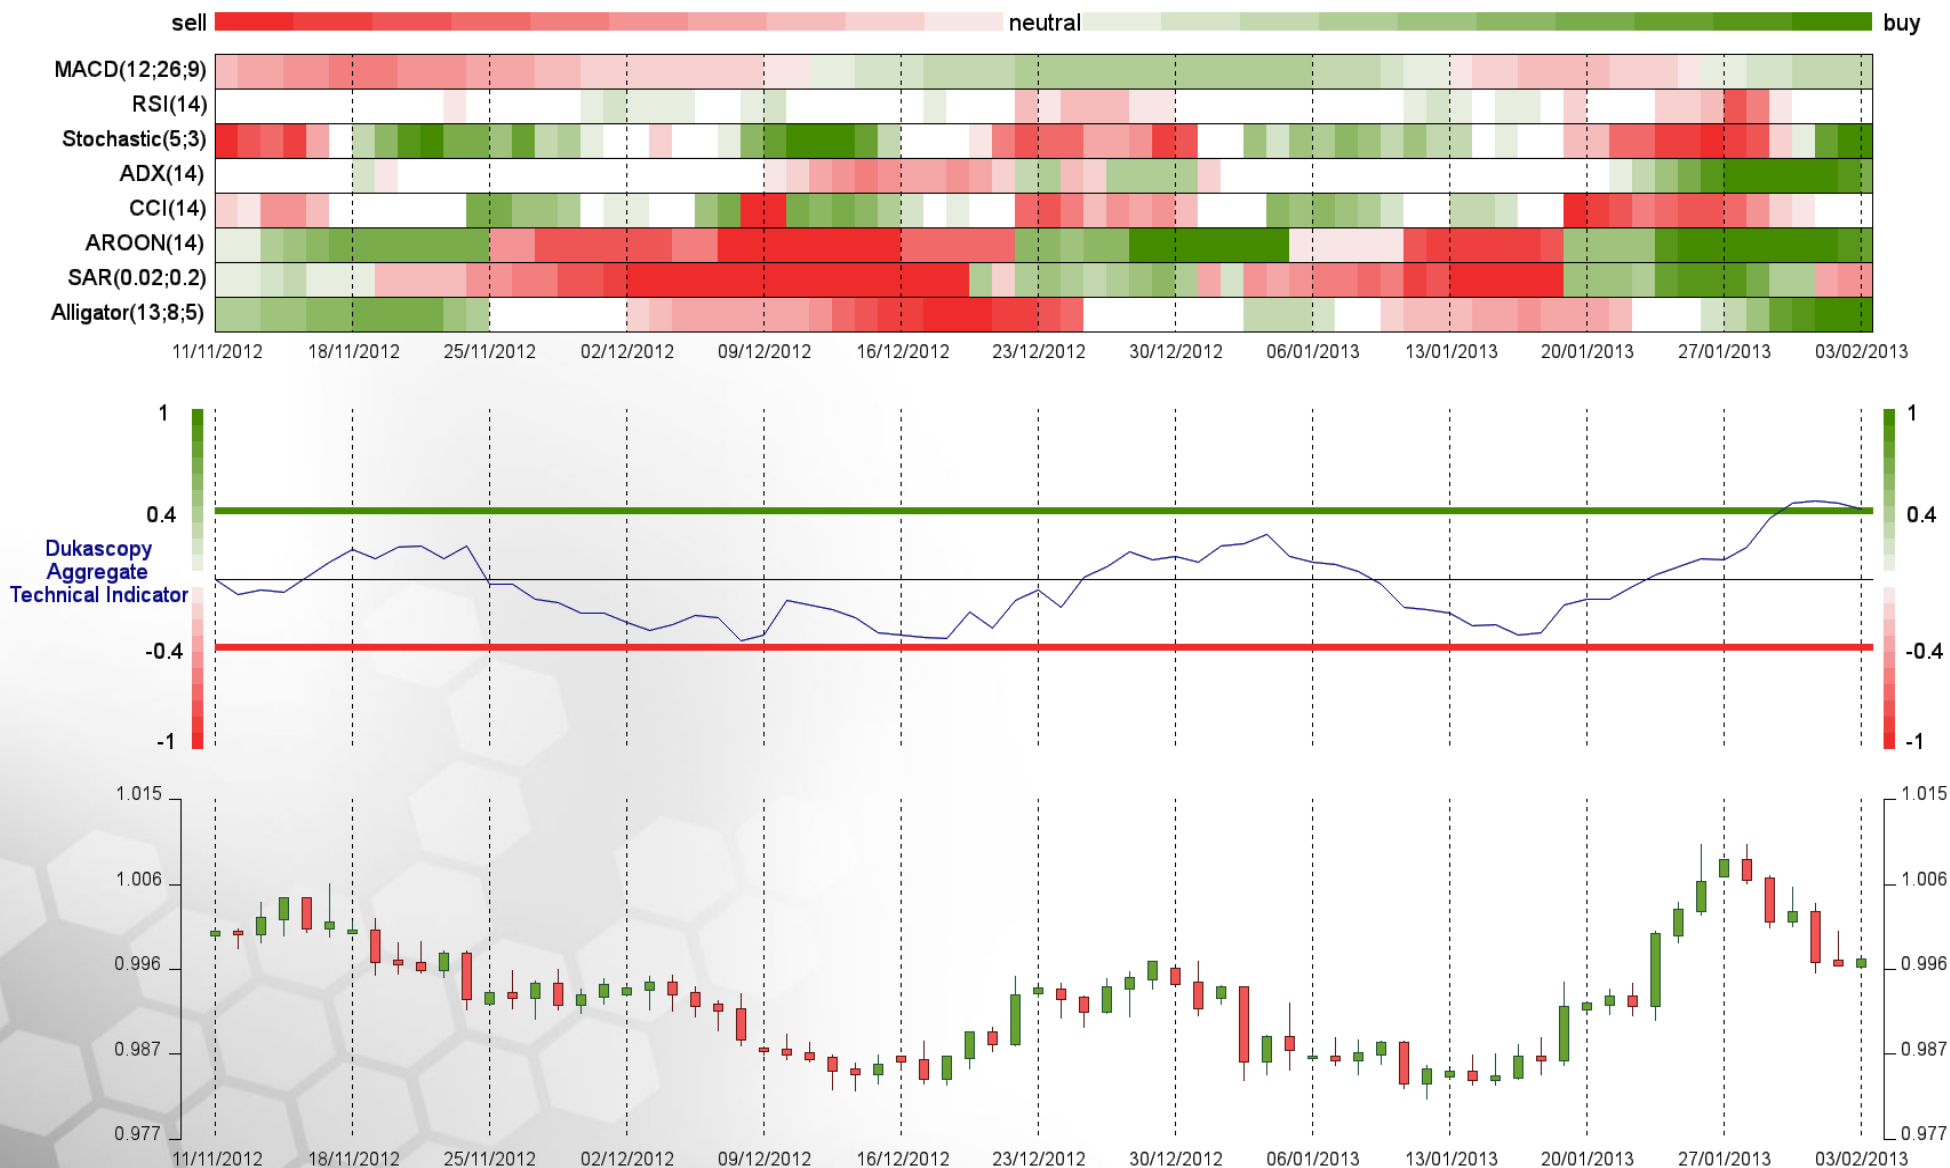 sell neutral buy
MACD(12;26;9)
RSI(14)
Stochastic(5;3)
ADX(14)
CCI(14)
AROON(14)
SAR(0.02;0.2)
Alligator(13;8;5)
11/11/2012 18/11/2012 25/11/2012 02/12/2012 09/12/2012 16/12/2012 23/12/2012 30/12/2012 06/01/2013 13/01/2013 20/01/2013 27/01/2013 03/02/2013
1 1
0.4 0.4
Dukascopy
Aggregate
Technical Indicator
-0.4 -0.4
-1 -1
1.015 1.015
1.006 1.006
0.996 0.996
0.987 0.987
0.977 0.977
11/11/2012 18/11/2012 25/11/2012 02/12/2012 09/12/2012 16/12/2012 23/12/2012 30/12/2012 06/01/2013 13/01/2013 20/01/2013 27/01/2013 03/02/2013